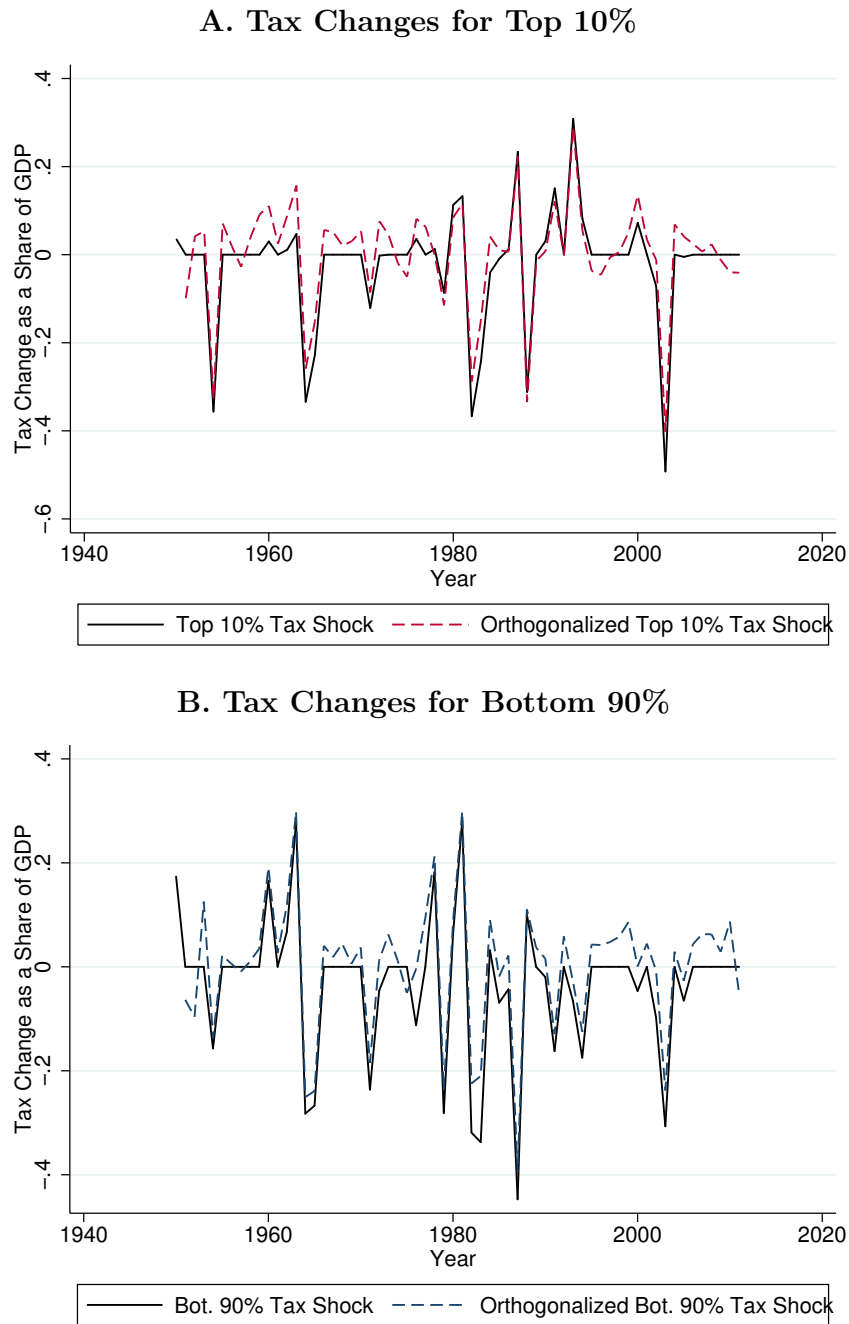 A. Tax Changes for Top 10%
Tax Change as a Share of GDP
.4
.2
0
−.2
−.4
−.6
1940 1960 1980 2000 2020
Year
Top 10% Tax Shock Orthogonalized Top 10% Tax Shock
B. Tax Changes for Bottom 90%
Tax Change as a Share of GDP
.4
.2
0
−.2
−.4
1940 1960 1980 2000 2020
Year
Bot. 90% Tax Shock Orthogonalized Bot. 90% Tax Shock